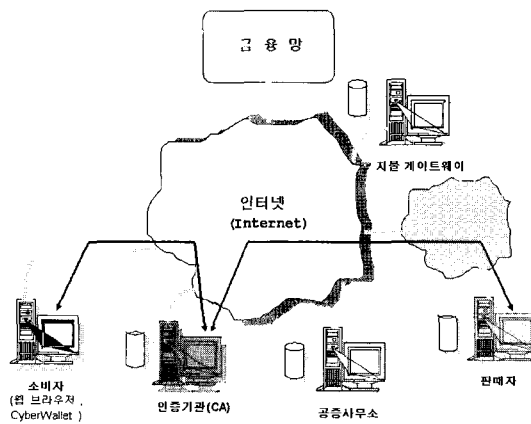 금 융 망
지불 게이트웨이
인터넷
(Internet)
소비자
(웹 브라우저,
CyberWallet )
인증기관(CA)
공증사무소
판매자